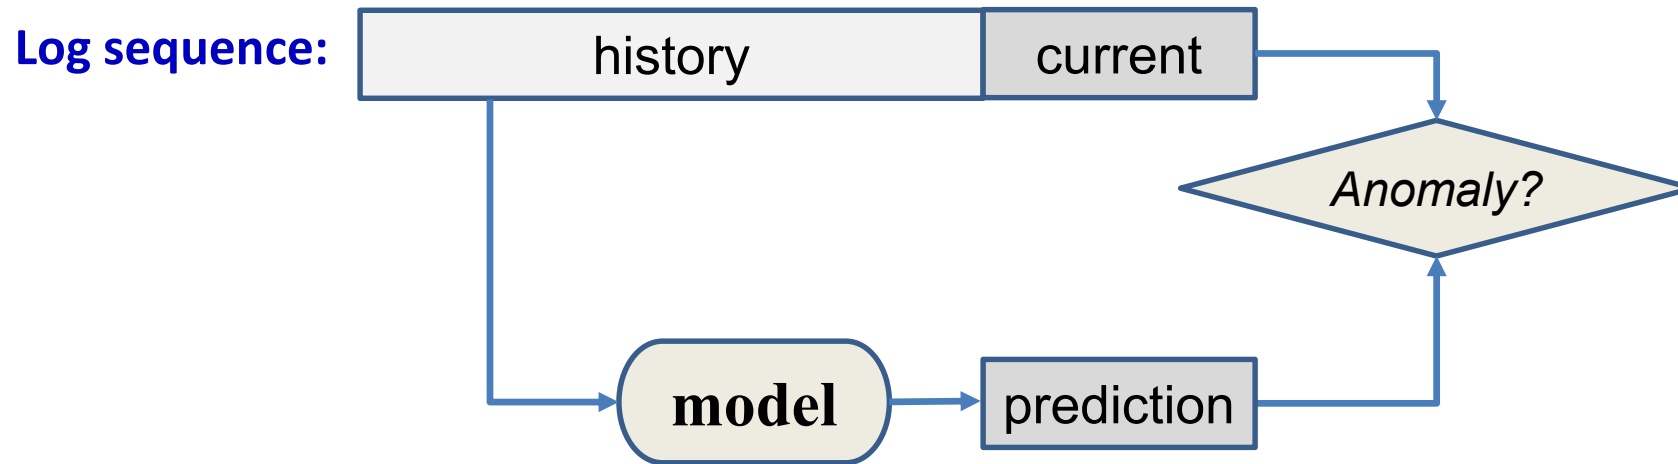 Log sequence:
history
current
Anomaly?
model
prediction